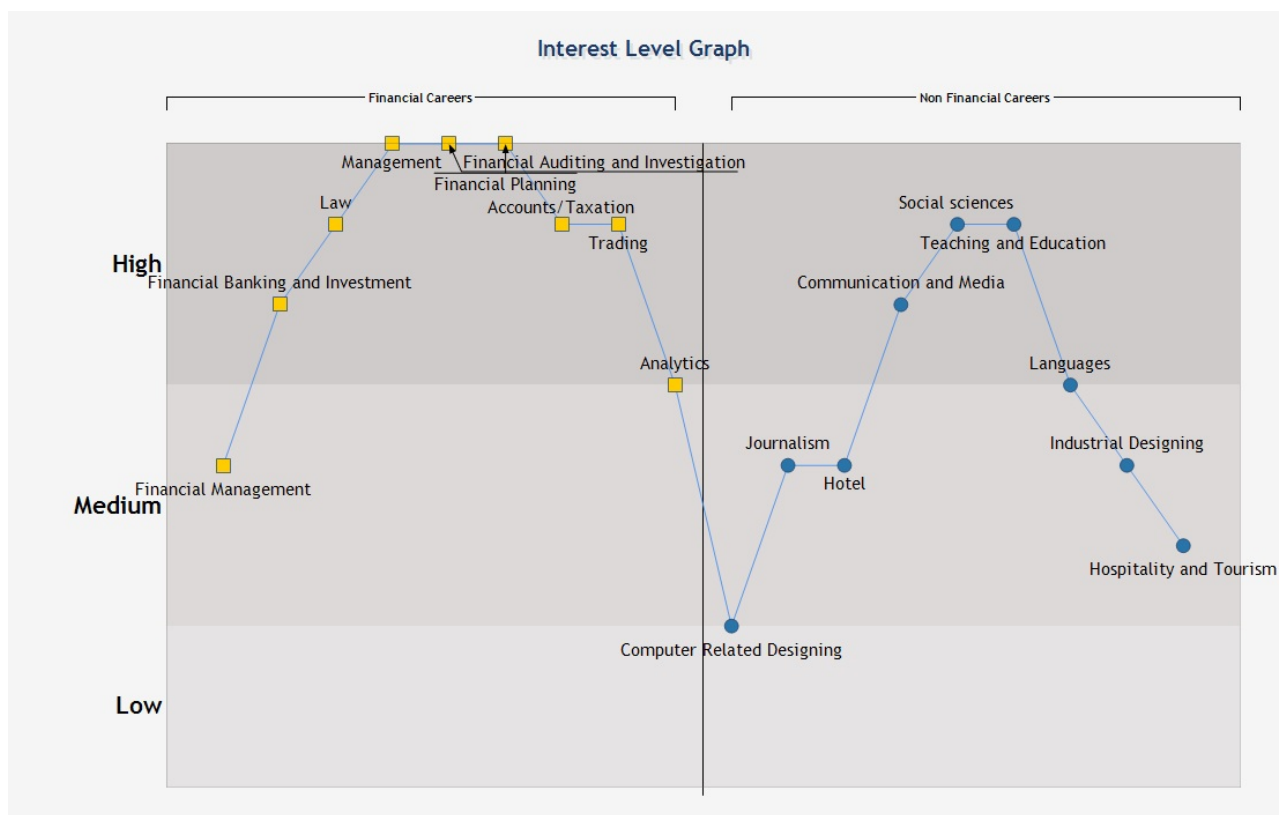 Interest Level Graph
Financial Careers
Non Financial Careers
Management
Financial Auditing and Investigation
Financial Planning
Law
Accounts/Taxation
Trading
Social sciences
Teaching and Education
High
Financial Banking and Investment
Communication and Media
Analytics
Languages
Journalism
Industrial Designing
Hotel
Financial Management
Medium
Hospitality and Tourism
Computer Related Designing
Low